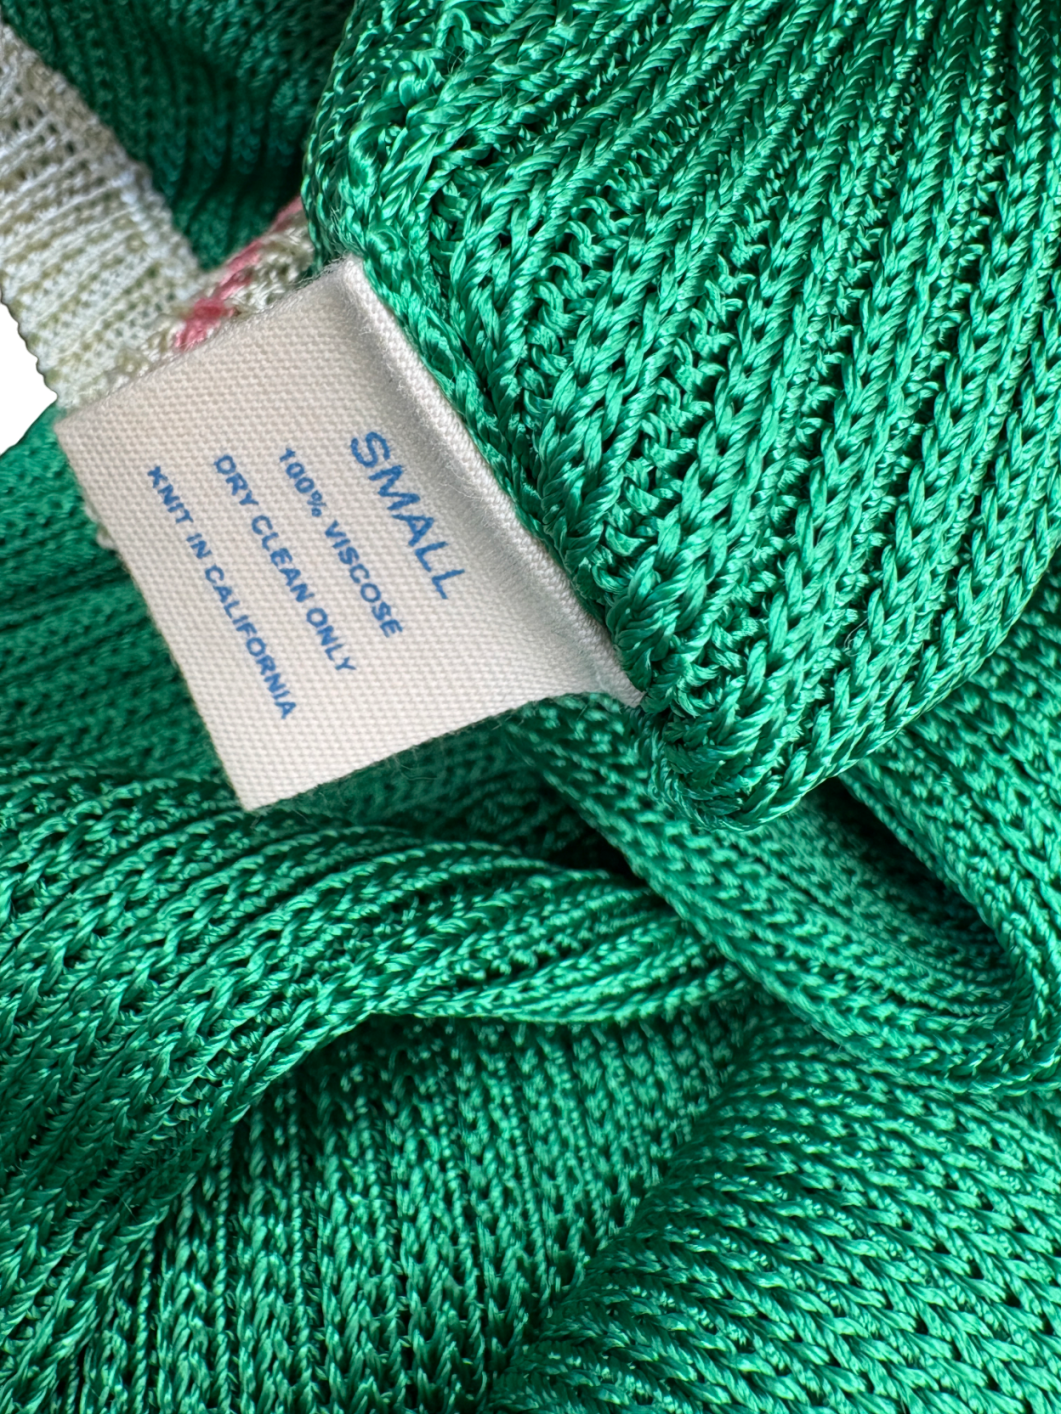 SMALL
100% VISCOSE
DRY CLEAN ONLY
KNIT IN CALIFORNIA